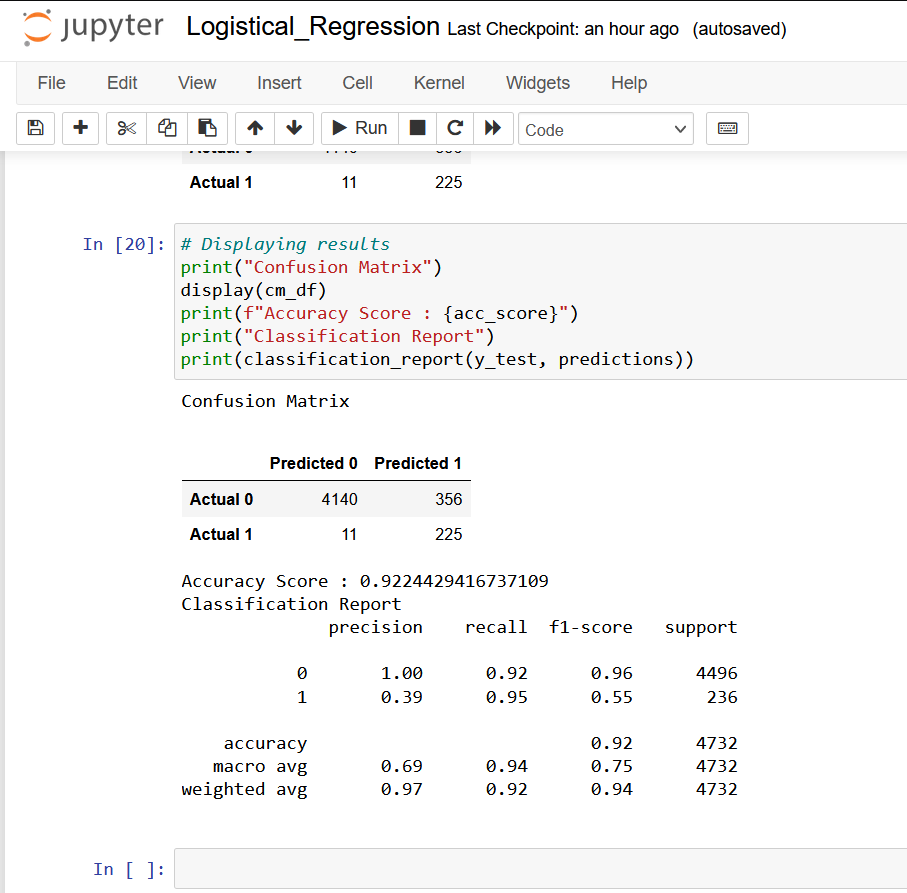 jupyter Logistical_Regression Last Checkpoint: an hour ago (autosaved)
File Edit View Insert Cell Kernel Widgets Help
Run Code
Actual 1 11 225
In [20]: # Displaying results
print("Confusion Matrix")
display(cm_df)
print(f"Accuracy Score : {acc_score}")
print("Classification Report")
print(classification_report(y_test, predictions))
Confusion Matrix
Predicted 0 Predicted 1
Actual 0 4140 356
Actual 1 11 225
Accuracy Score : 0.9224429416737109
Classification Report
precision recall f1-score support
0 1.00 0.92 0.96 4496
1 0.39 0.95 0.55 236
accuracy 0.92 4732
macro avg 0.69 0.94 0.75 4732
weighted avg 0.97 0.92 0.94 4732
In [ ]: